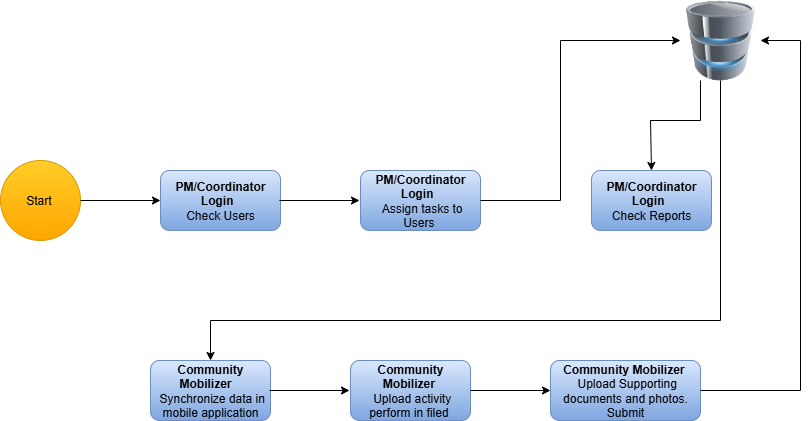 Start
PM/Coordinator
Login
Check Users
PM/Coordinator
Login
Assign tasks to
Users
PM/Coordinator
Login
Check Reports
Community
Mobilizer
Synchronize data in
mobile application
Community
Mobilizer
Upload activity
perform in filed
Community Mobilizer
Upload Supporting
documents and photos.
Submit